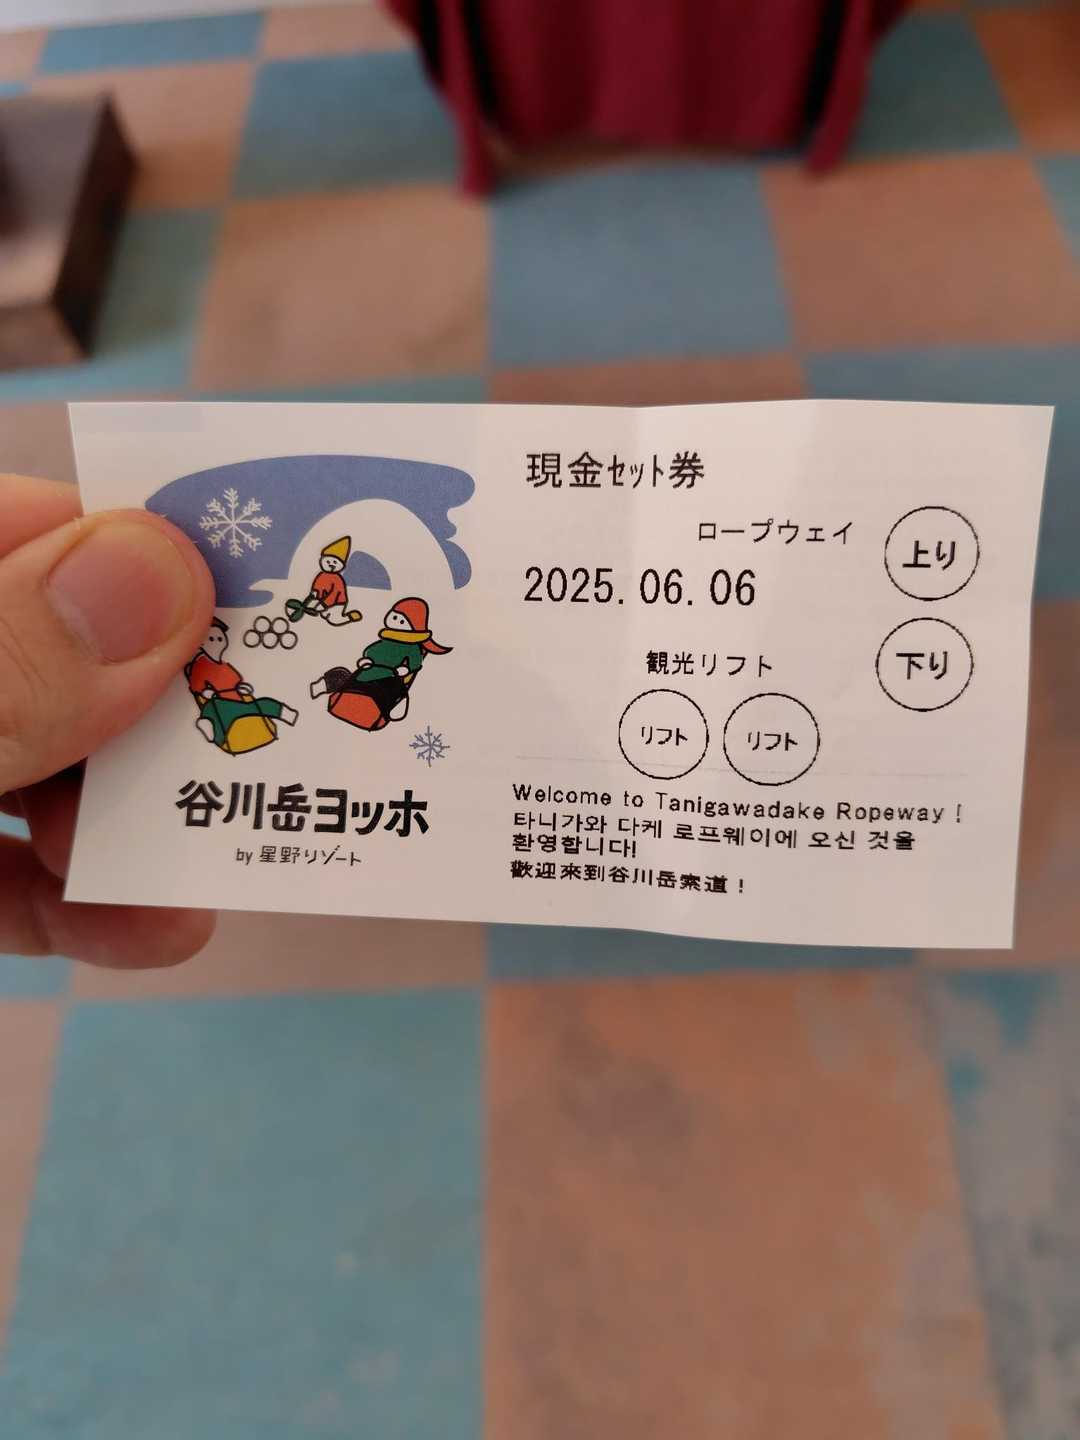 谷川岳ヨッホ
by 星野リゾート
現金セット券
ロープウェイ
上り
2025.06.06
下り
観光リフト
リフト リフト
Welcome to Tanigawadake Ropeway !
타니가와 다케 로프웨이에 오신 것을
환영합니다!
歡迎來到谷川岳索道！